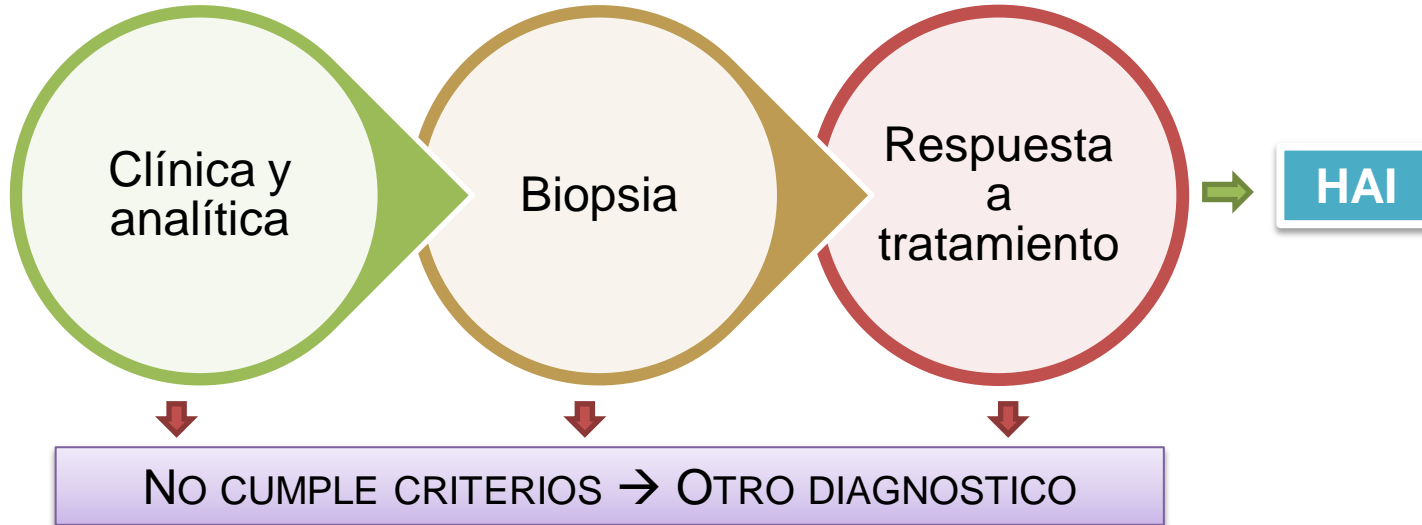 Clínica y
analítica
Biopsia
Respuesta
a
tratamiento
HAI
NO CUMPLE CRITERIOS → OTRO DIAGNOSTICO